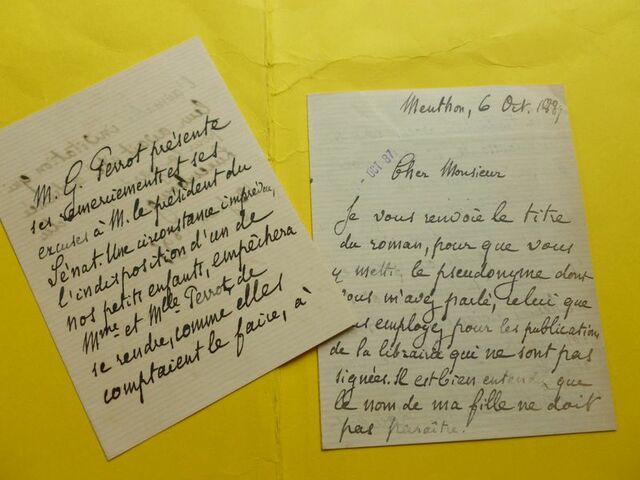 M. G. Perrot présente
ses remerciements et ses
excuses à M. le président du
Sénat. Une circonstance imprévue,
l'indisposition d'un de
nos petits enfants, empêchera
Mme et Mlle Perrot, de
se rendre, comme elles
comptaient le faire, à
Menthon, 6 Oct.
- OCT 87
Cher Monsieur
Je vous renvoie le titre
du roman, pour que vous
y mettiez le pseudonyme dont
vous m'avez parlé, celui que
vous employez pour les publications
de la librairie qui ne sont pas
signées. Il est bien entendu que
le nom de ma fille ne doit
pas paraître.